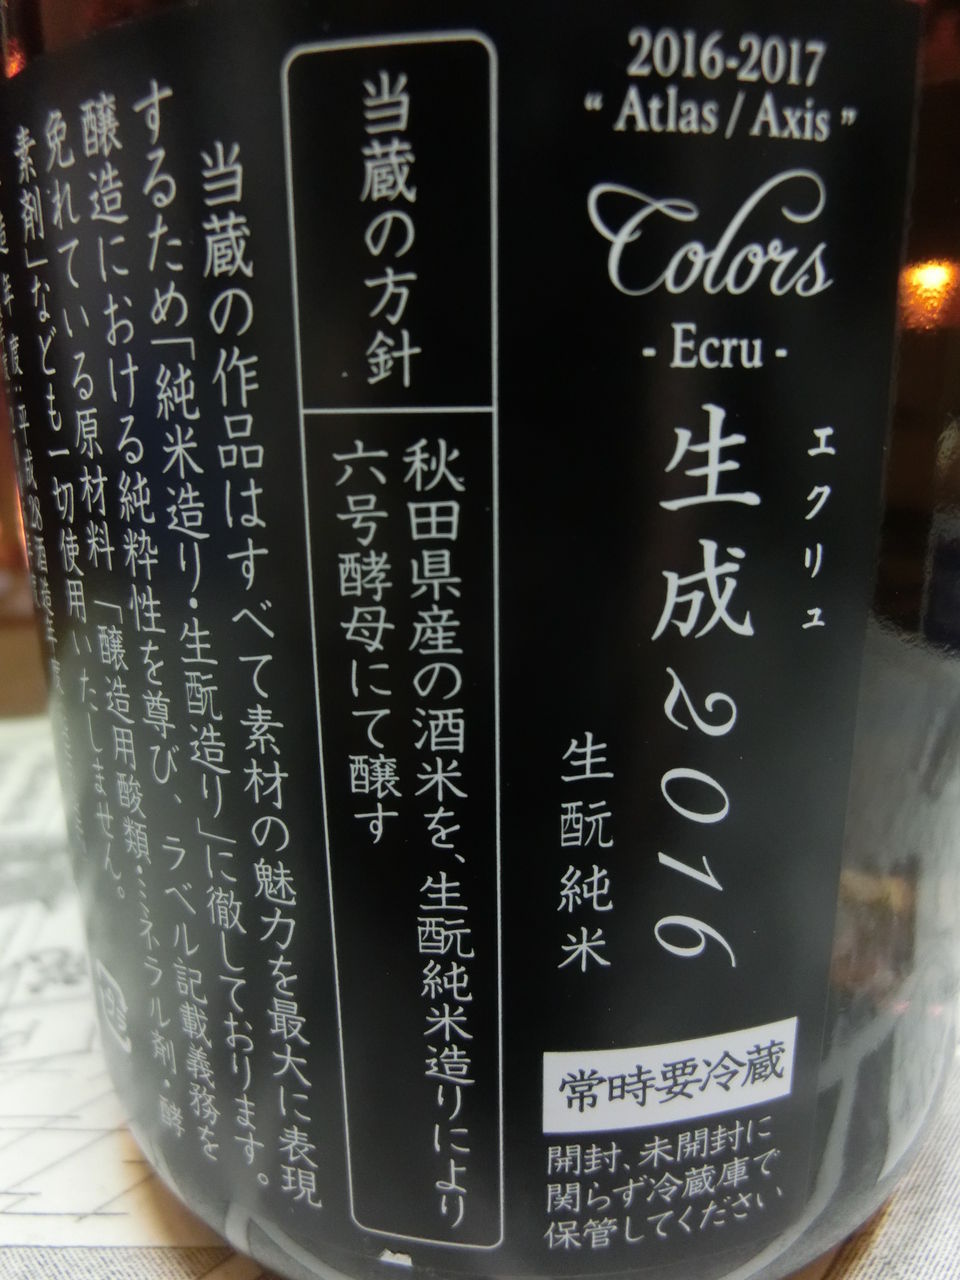 2016-2017
“ Atlas / Axis ”
Colors
- Ecru -
エクリュ
生成2016
生酛純米
常時要冷蔵
開封、未開封に
関らず冷蔵庫で
保管してください
当蔵の方針
秋田県産の酒米を、生酛純米造りにより
六号酵母にて醸す
当蔵の作品はすべて素材の魅力を最大に表現
するため「純米造り・生酛造り」に徹しております。
醸造における純粋性を尊び、ラベル記載義務を
免れている原材料「醸造用酸類・ミネラル剤・酵
素剤」なども一切使用いたしません。